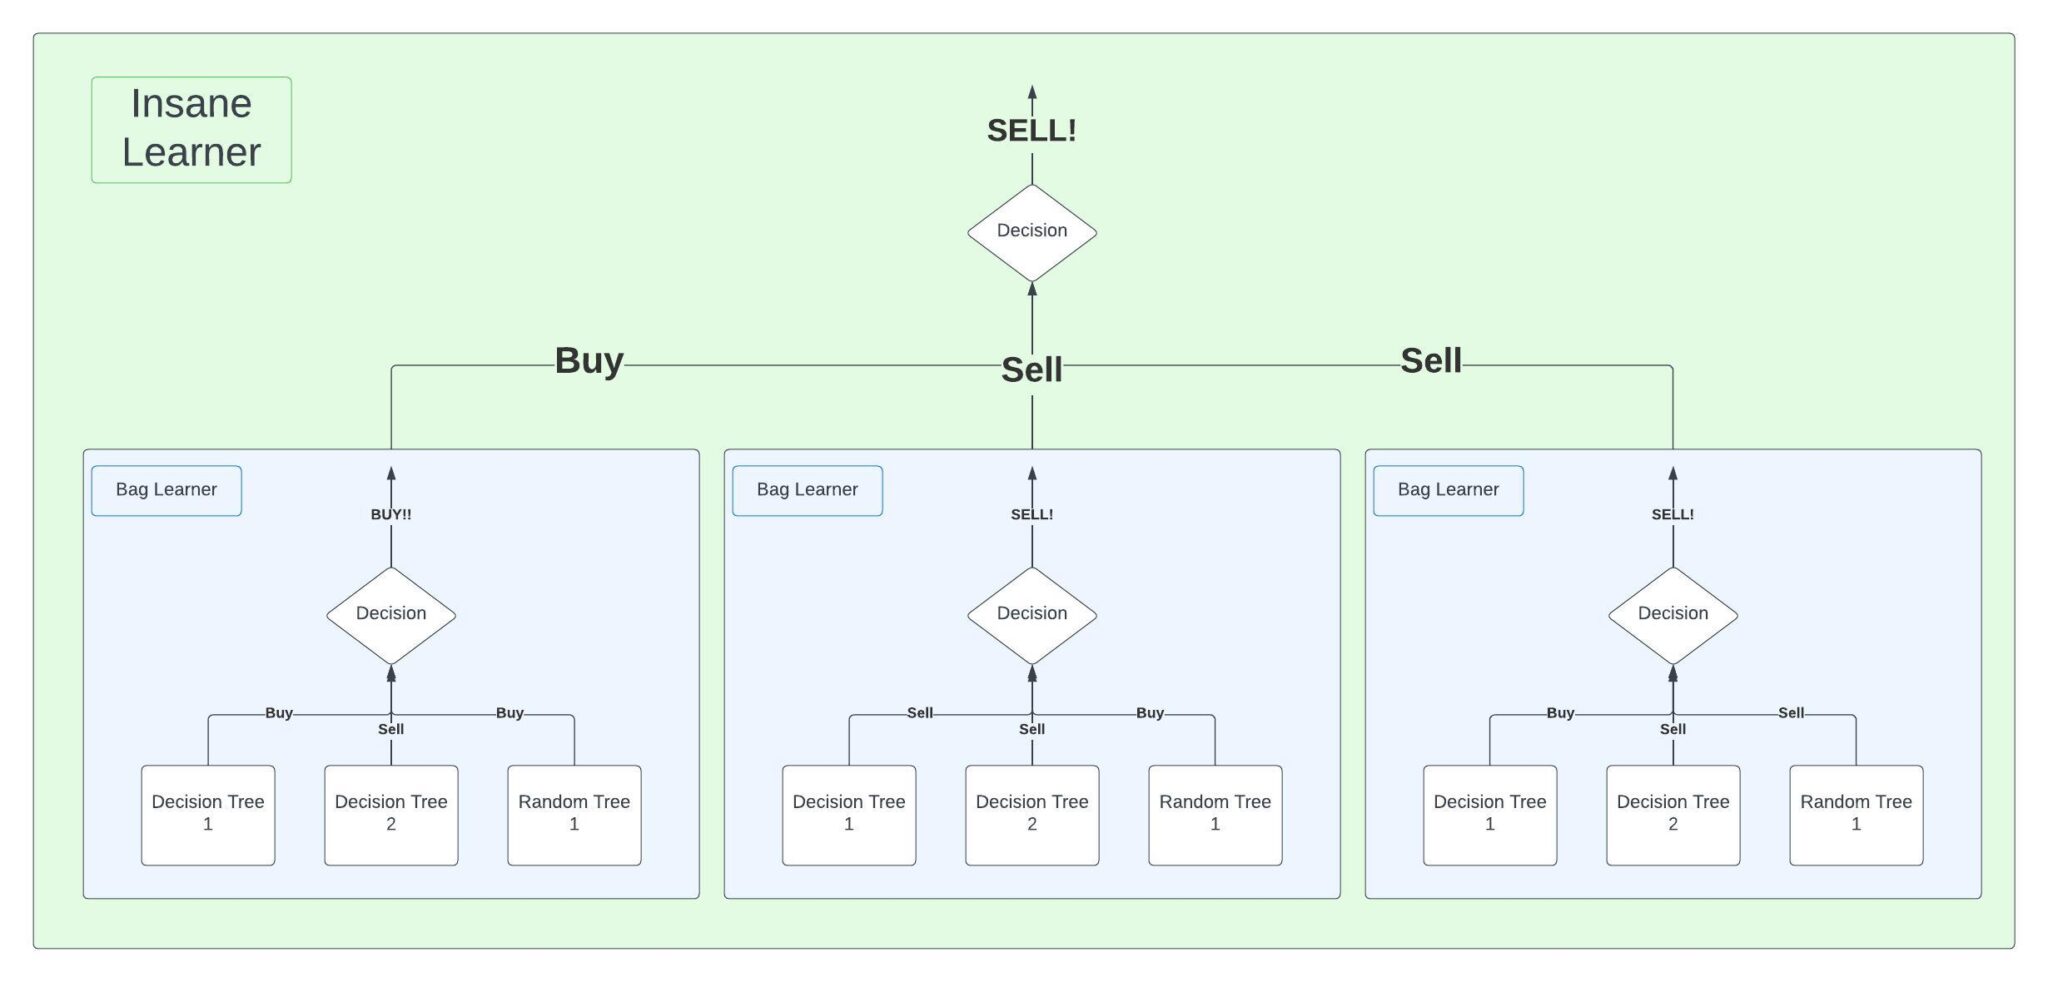 Insane
Learner
SELL!
Decision
Buy
Sell
Sell
Bag Learner
BUY!!
Decision
Buy
Sell
Buy
Decision Tree
1
Decision Tree
2
Random Tree
1
Bag Learner
SELL!
Decision
Sell
Sell
Buy
Decision Tree
1
Decision Tree
2
Random Tree
1
Bag Learner
SELL!
Decision
Buy
Sell
Sell
Decision Tree
1
Decision Tree
2
Random Tree
1